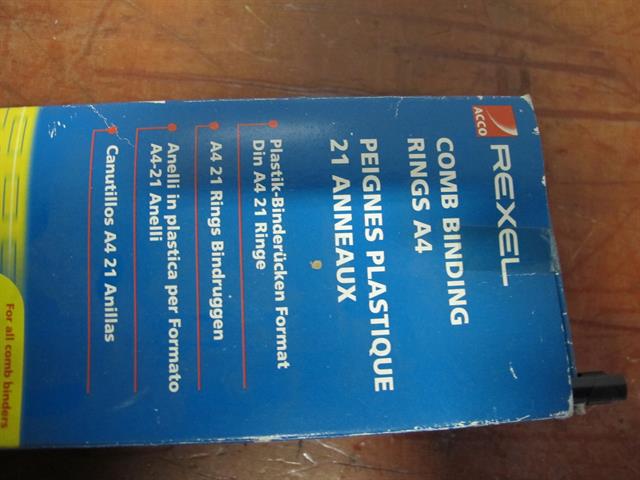 ACCO
REXEL
COMB BINDING
RINGS A4
PEIGNES PLASTIQUE
21 ANNEAUX
Plastik-Binderücken Format
Din A4 21 Ringe
A4 21 Rings Bindruggen
Anelli in plastica per Formato
A4-21 Anelli
Canutillos A4 21 Anillas
For all comb binders